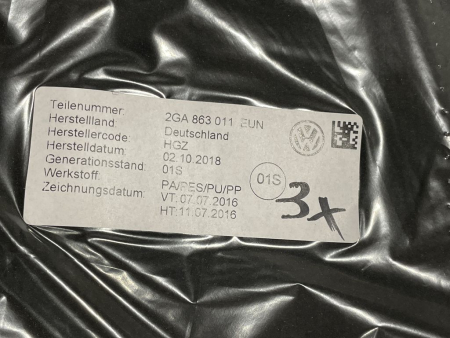 Teilenummer: 2GA 863 011 EUN
Herstellland: Deutschland
Herstellercode: HGZ
Herstelldatum: 02.10.2018
Generationsstand: 01S
Werkstoff: PA/PES/PU/PP
Zeichnungsdatum: VT:07.07.2016
HT:11.07.2016
01S
3x